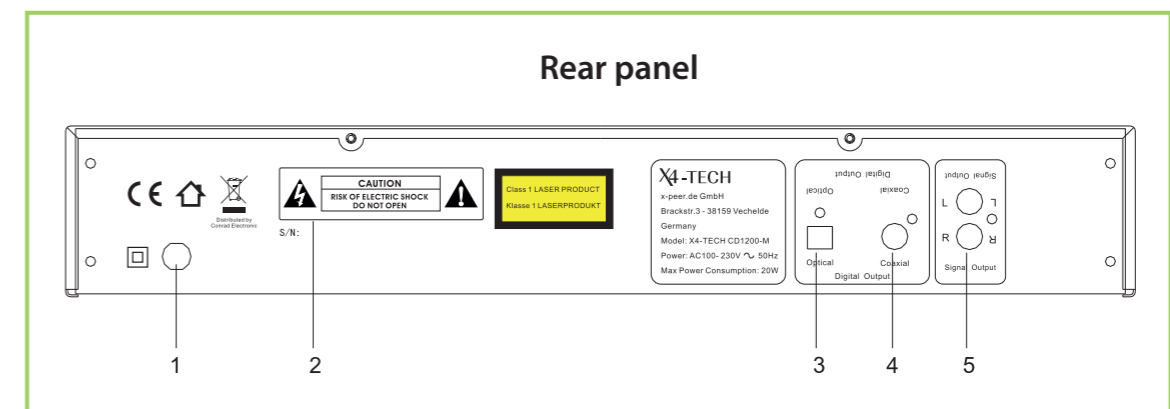 Rear panel
CE
Distributed by
Conrad Electronic
CAUTION
RISK OF ELECTRIC SHOCK
DO NOT OPEN
S/N:
Class 1 LASER PRODUCT
Klasse 1 LASERPRODUKT
X4-TECH
x-peer.de GmbH
Brackstr.3 - 38159 Vechelde
Germany
Model: X4-TECH CD1200-M
Power: AC100- 230V ~ 50Hz
Max Power Consumption: 20W
Digital Output
Optical Coaxial
Optical Coaxial
Digital Output
Signal Output
L L
R R
Signal Output
1 2 3 4 5